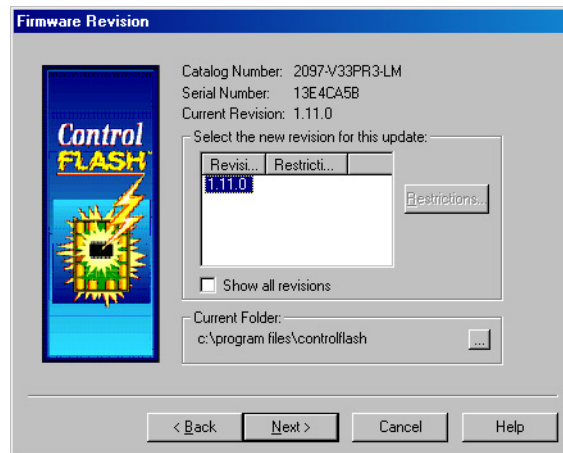 Firmware Revision
Control
FLASH
Catalog Number: 2097-V33PR3-LM
Serial Number: 13E4CA5B
Current Revision: 1.11.0
Select the new revision for this update:
Revisi... Restricti...
1.11.0
Restrictions...
Show all revisions
Current Folder:
c:\program files\controlflash
...
< Back Next > Cancel Help